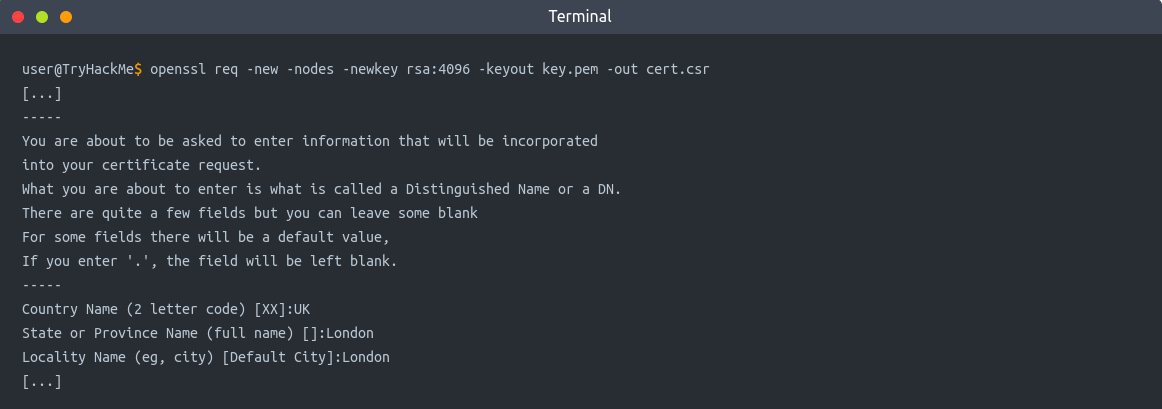 Terminal
user@TryHackMe$ openssl req -new -nodes -newkey rsa:4096 -keyout key.pem -out cert.csr
[...]
-----
You are about to be asked to enter information that will be incorporated
into your certificate request.
What you are about to enter is what is called a Distinguished Name or a DN.
There are quite a few fields but you can leave some blank
For some fields there will be a default value,
If you enter '.', the field will be left blank.
-----
Country Name (2 letter code) [XX]:UK
State or Province Name (full name) []:London
Locality Name (eg, city) [Default City]:London
[...]